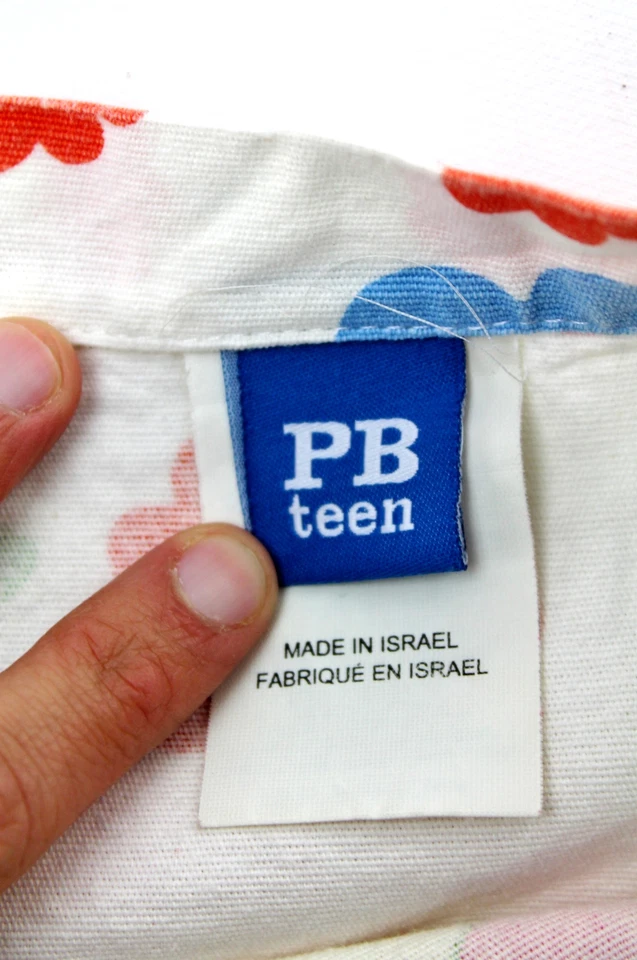 PB
teen
MADE IN ISRAEL
FABRIQUÉ EN ISRAEL